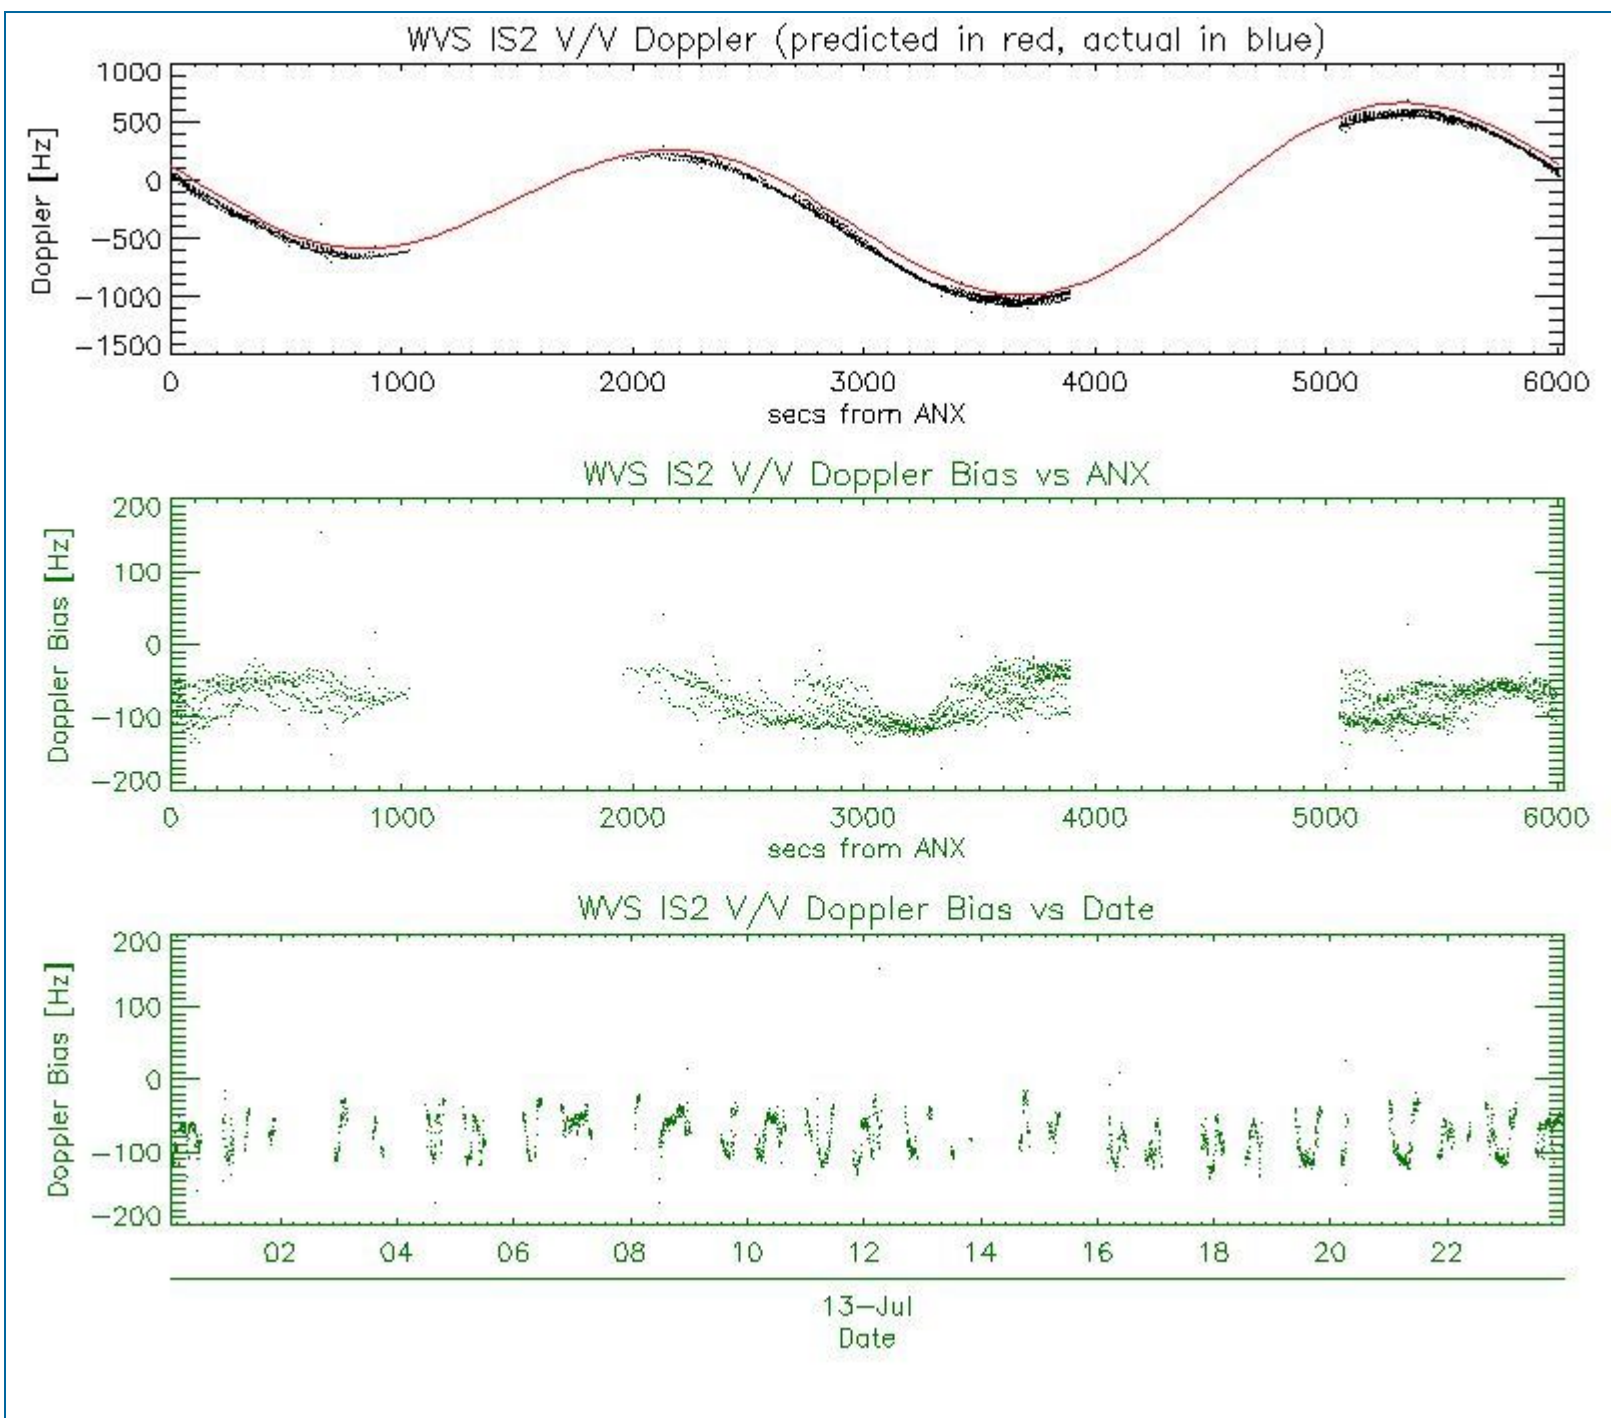 WVS IS2 V/V Doppler (predicted in red, actual in blue)
Doppler [Hz]
1000
500
0
−500
−1000
−1500
0 1000 2000 3000 4000 5000 6000
secs from ANX
WVS IS2 V/V Doppler Bias vs ANX
Doppler Bias [Hz]
200
100
0
−100
−200
0 1000 2000 3000 4000 5000 6000
secs from ANX
WVS IS2 V/V Doppler Bias vs Date
Doppler Bias [Hz]
200
100
0
−100
−200
02 04 06 08 10 12 14 16 18 20 22
13−Jul
Date